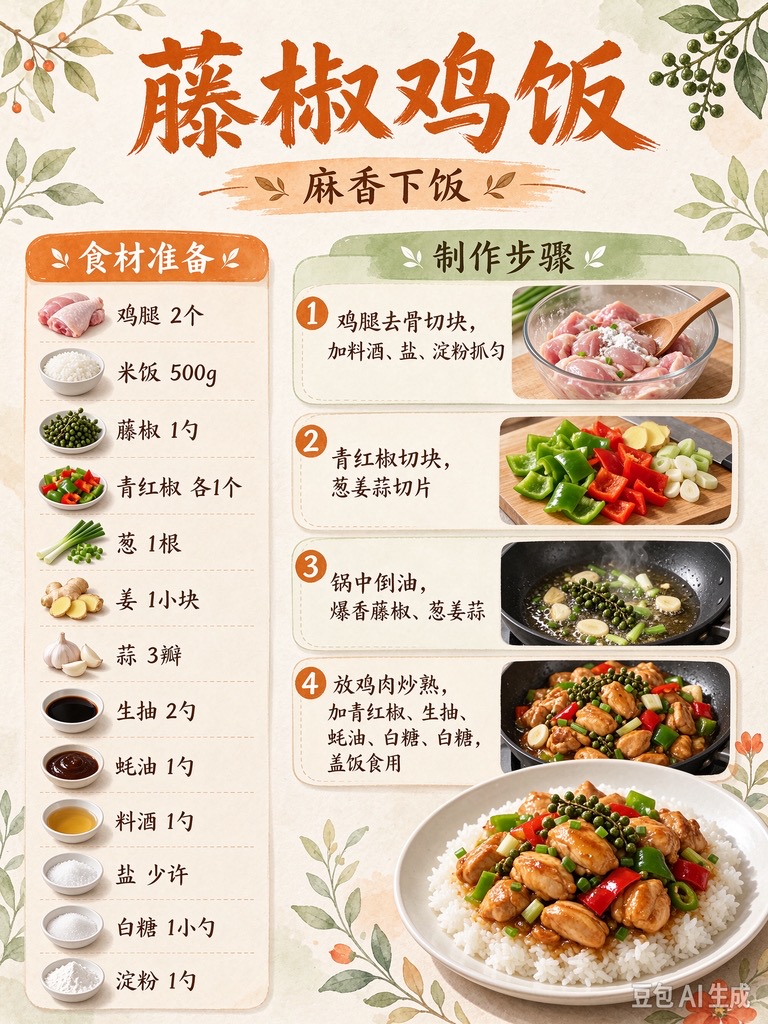 藤椒鸡饭
麻香下饭
食材准备
鸡腿 2个
米饭 500g
藤椒 1勺
青红椒 各1个
葱 1根
姜 1小块
蒜 3瓣
生抽 2勺
蚝油 1勺
料酒 1勺
盐 少许
白糖 1小勺
淀粉 1勺
制作步骤
1 鸡腿去骨切块，
加料酒、盐、淀粉抓匀
2 青红椒切块，
葱姜蒜切片
3 锅中倒油，
爆香藤椒、葱姜蒜
4 放鸡肉炒熟，
加青红椒、生抽、
蚝油、白糖、白糖，
盖饭食用
豆包AI生成